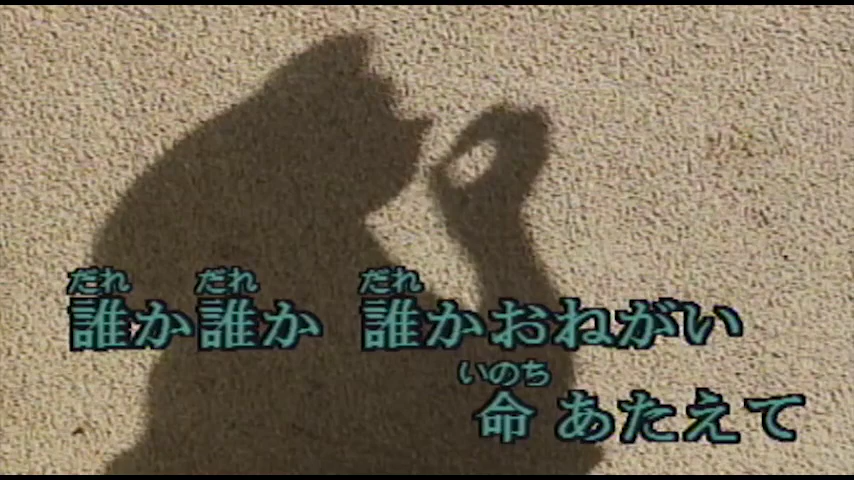 だれ だれ だれ
誰か誰か 誰かおねがい
いのち
命 あたえて